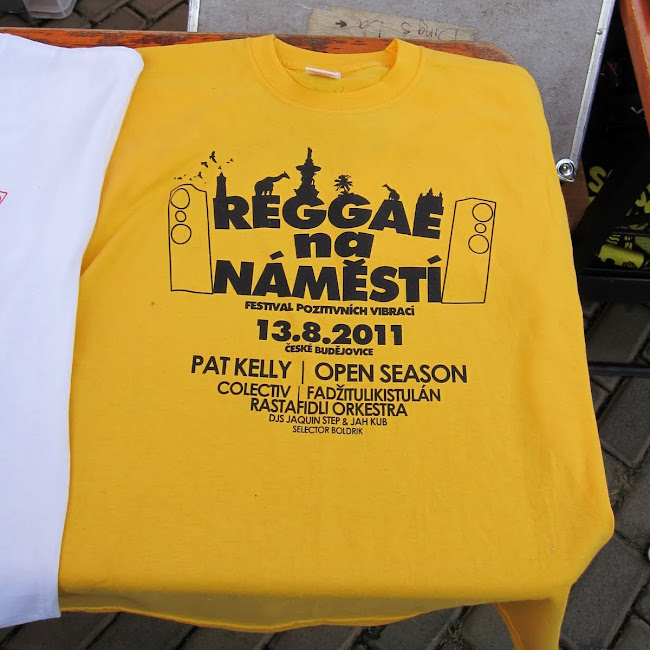 REGGAE
na
NÁMĚSTÍ
FESTIVAL POZITIVNÍCH VIBRACÍ
13.8.2011
ČESKÉ BUDĚJOVICE
PAT KELLY | OPEN SEASON
COLECTIV | FADŽITULIKISTULÁN
RASTAFIDLI ORKESTRA
DJS JAQUIN STEP & JAH KUB
SELECTOR BOLDRIK